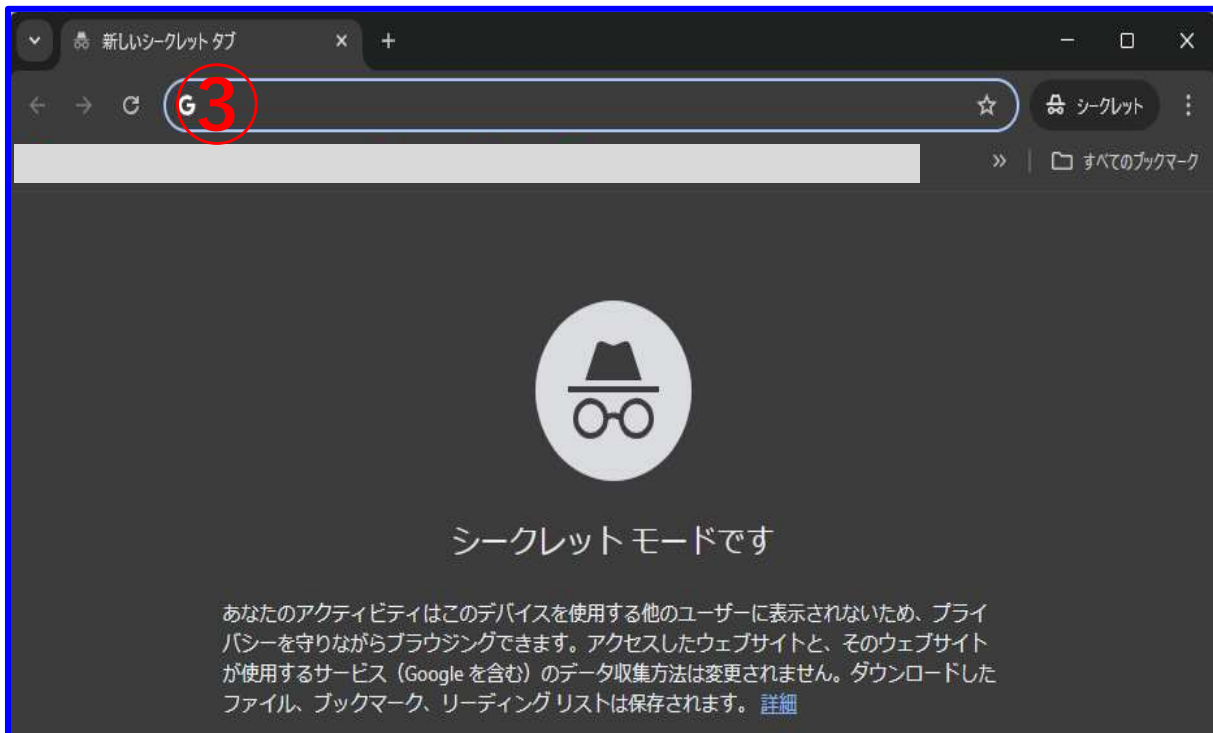 新しいシークレット タブ
G ③
シークレット
すべてのブックマーク
シークレット モードです
あなたのアクティビティはこのデバイスを使用する他のユーザーに表示されないため、プライ
バシーを守りながらブラウジングできます。アクセスしたウェブサイトと、そのウェブサイト
が使用するサービス（Google を含む）のデータ収集方法は変更されません。ダウンロードした
ファイル、ブックマーク、リーディング リストは保存されます。 詳細